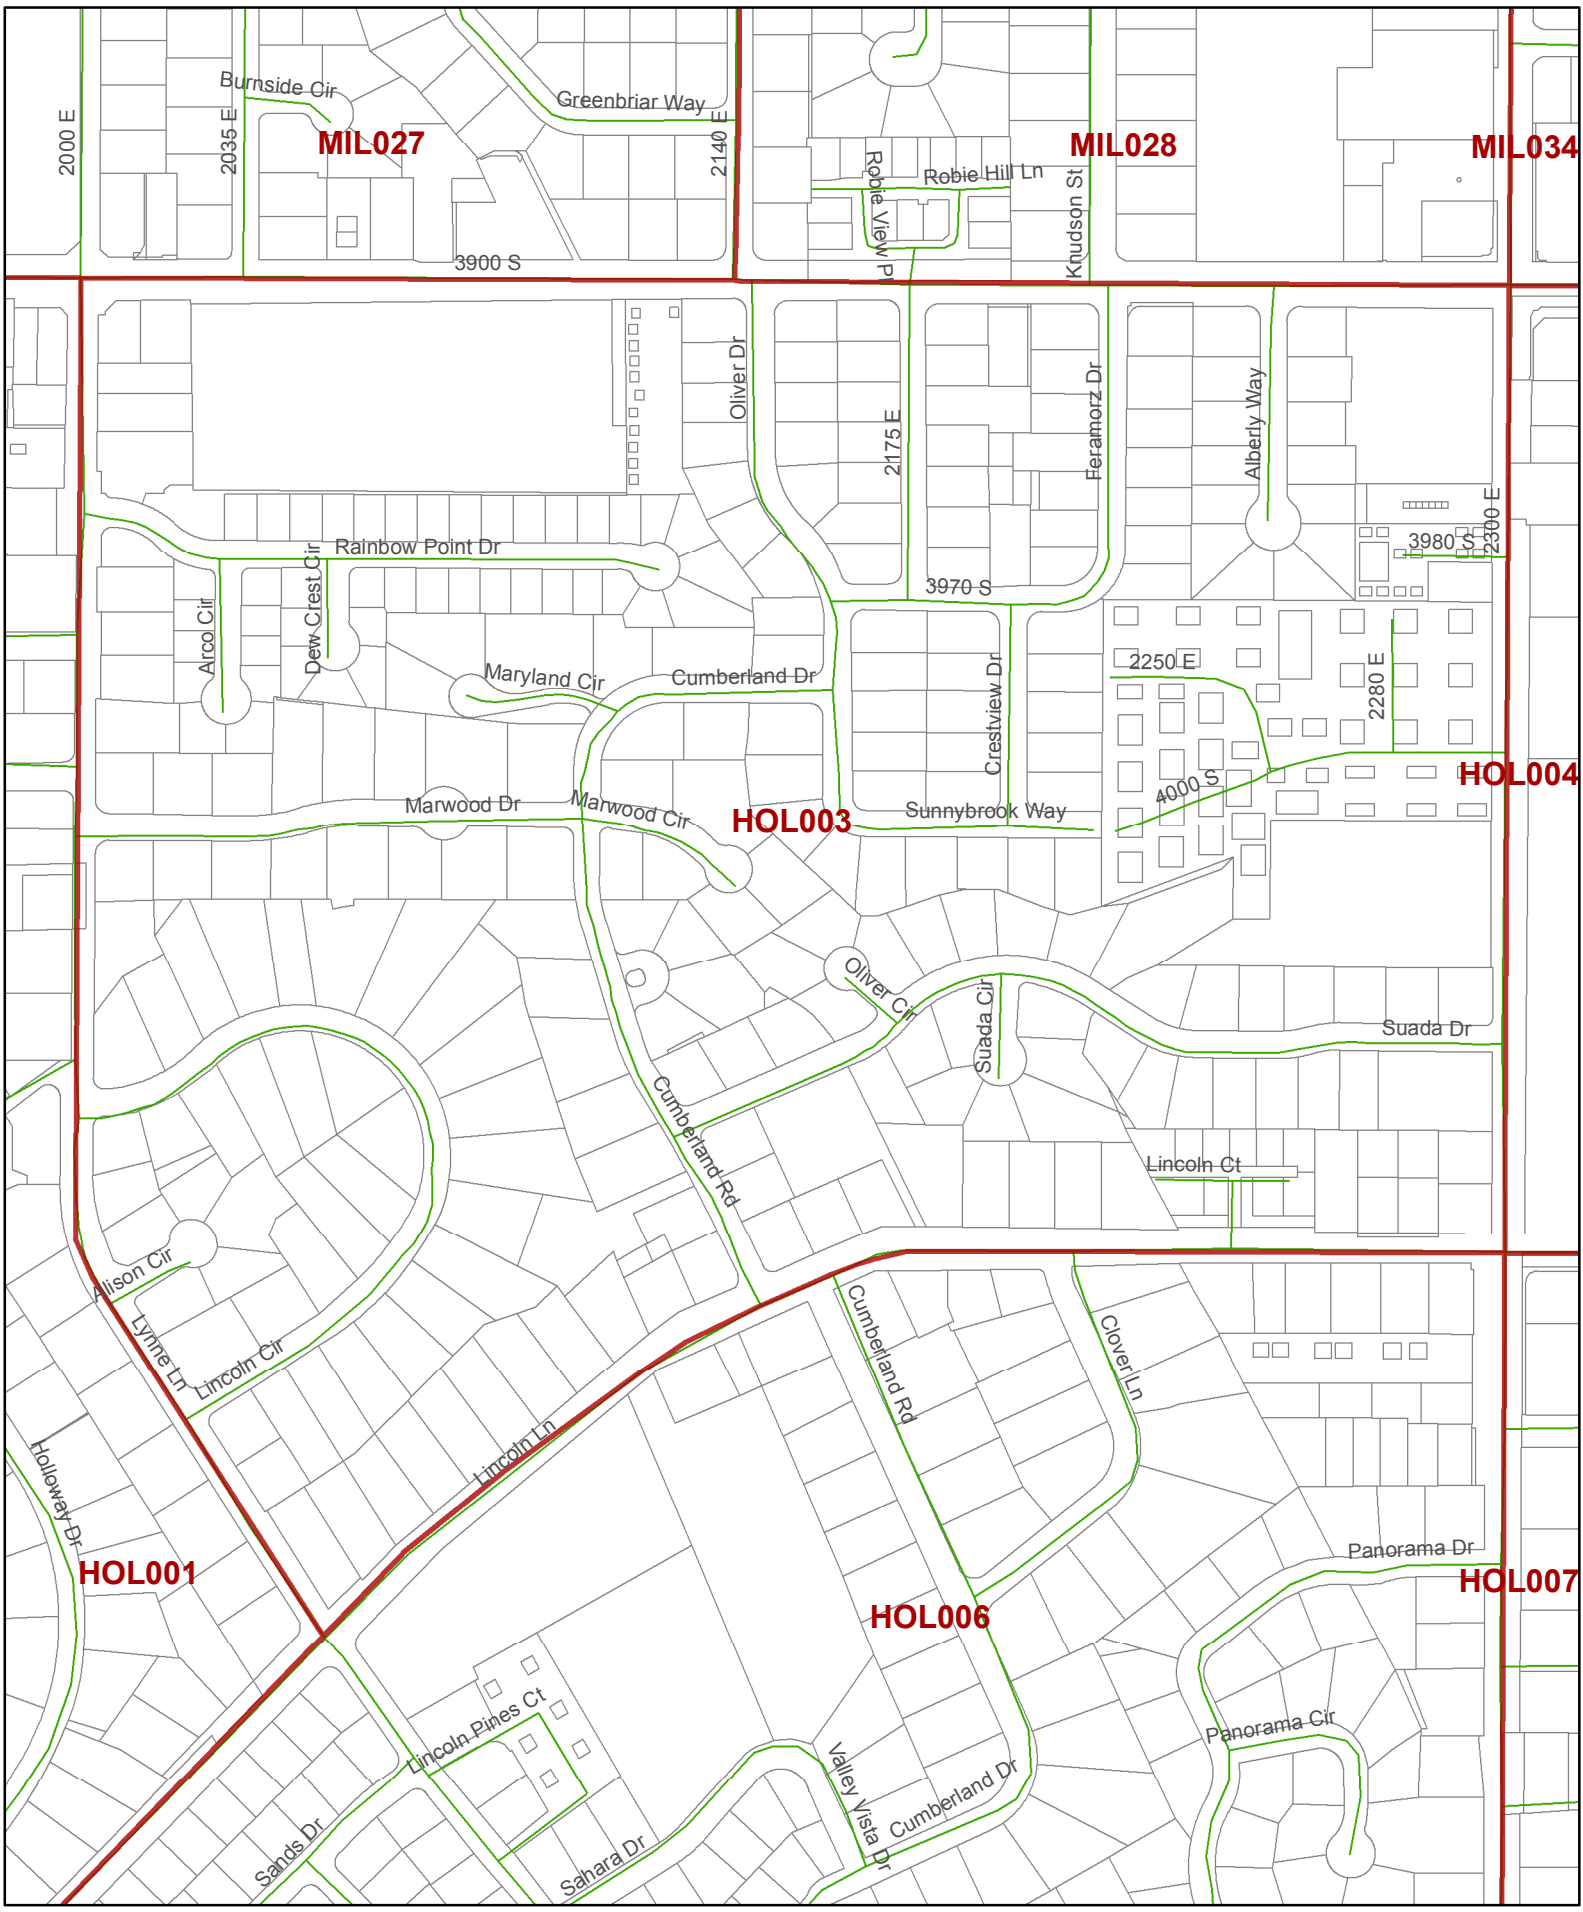 Burnside Cir
Greenbriar Way
2000 E
2035 E
2140 E
MIL027
MIL028
MIL034
Robie View Pl
Robie Hill Ln
Knudson St
3900 S
Oliver Dr
2175 E
Feramorz Dr
Alberly Way
2300 E
3980 S
Rainbow Point Dr
Arco Cir
Dew Crest Cir
3970 S
Maryland Cir
Cumberland Dr
Crestview Dr
2250 E
2280 E
HOL004
4000 S
Marwood Dr
Marwood Cir
HOL003
Sunnybrook Way
Oliver Cir
Suada Cir
Suada Dr
Cumberland Rd
Lincoln Ct
Alison Cir
Lynne Ln
Lincoln Cir
Cumberland Rd
Clover Ln
Lincoln Ln
Holloway Dr
HOL001
Panorama Dr
HOL007
HOL006
Lincoln Pines Ct
Panorama Cir
Valley Vista Dr
Cumberland Dr
Sands Dr
Sahara Dr